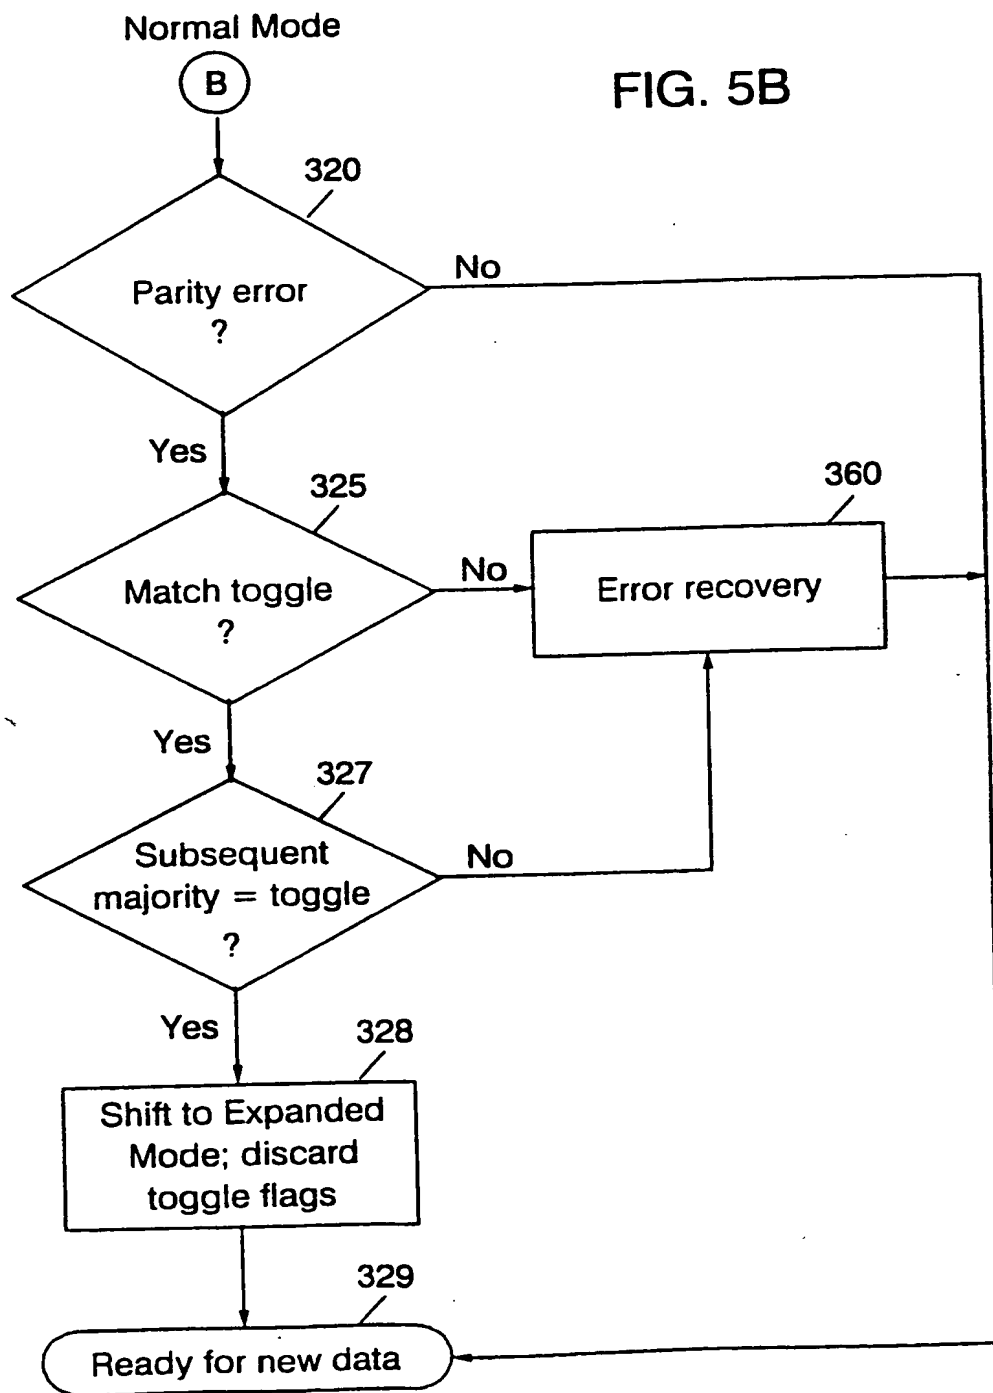 Normal Mode
B
FIG. 5B
320
Parity error
?
No
Yes
325
Match toggle
?
No
360
Error recovery
Yes
327
Subsequent
majority = toggle
?
No
Yes
328
Shift to Expanded
Mode; discard
toggle flags
329
Ready for new data